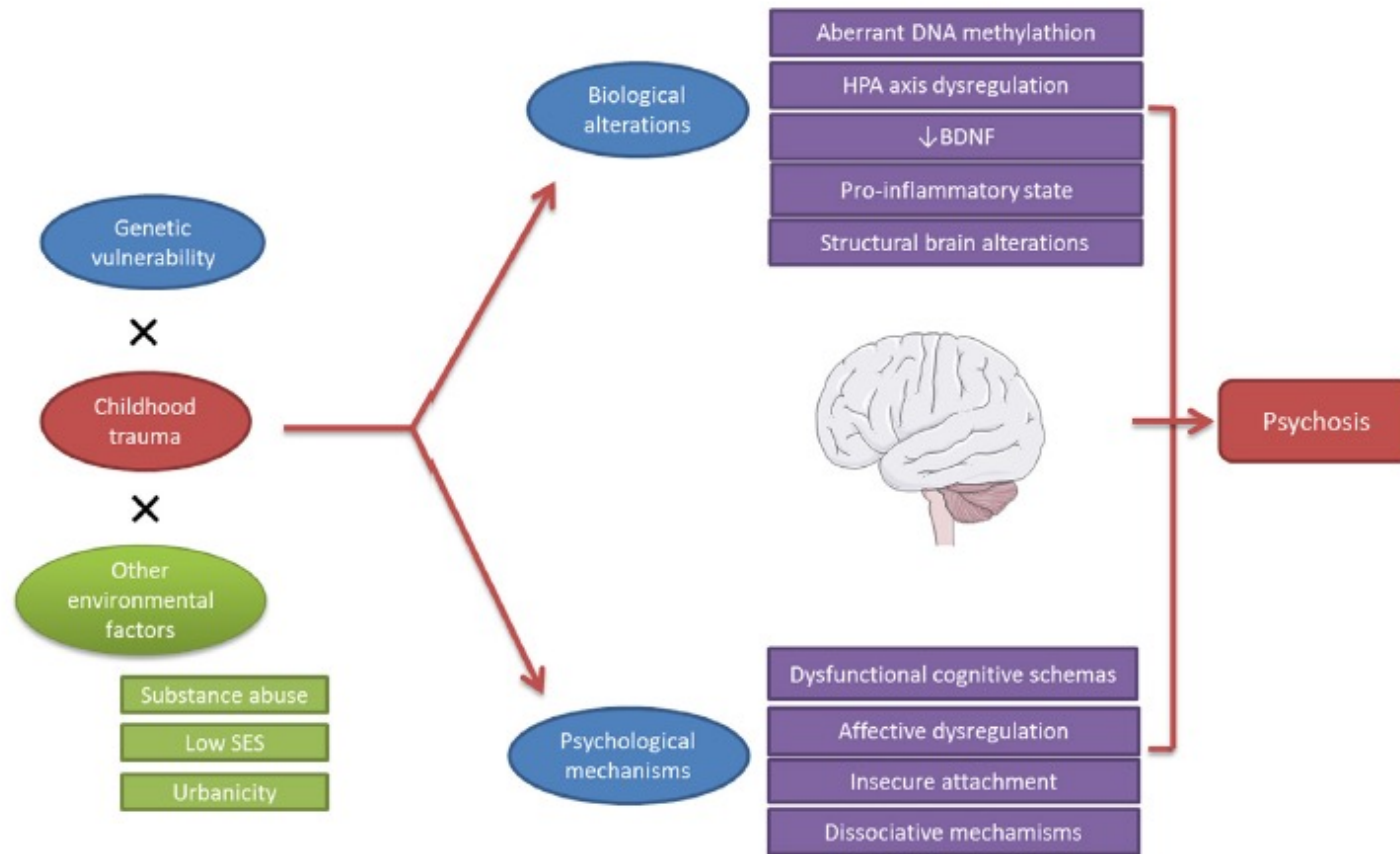 Genetic
vulnerability
×
Childhood
trauma
×
Other
environmental
factors
Substance abuse
Low SES
Urbanicity
Biological
alterations
Aberrant DNA methylathion
HPA axis dysregulation
↓BDNF
Pro-inflammatory state
Structural brain alterations
Psychological
mechanisms
Dysfunctional cognitive schemas
Affective dysregulation
Insecure attachment
Dissociative mechamisms
Psychosis